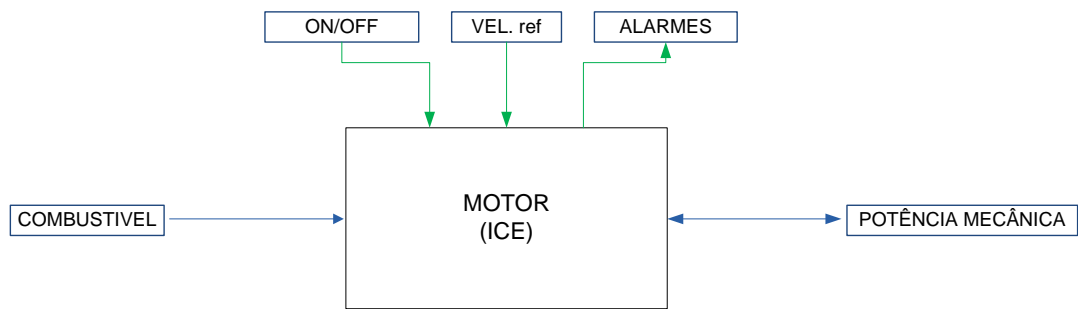 ON/OFF
VEL. ref
ALARMES
MOTOR
(ICE)
COMBUSTIVEL
POTÊNCIA MECÂNICA